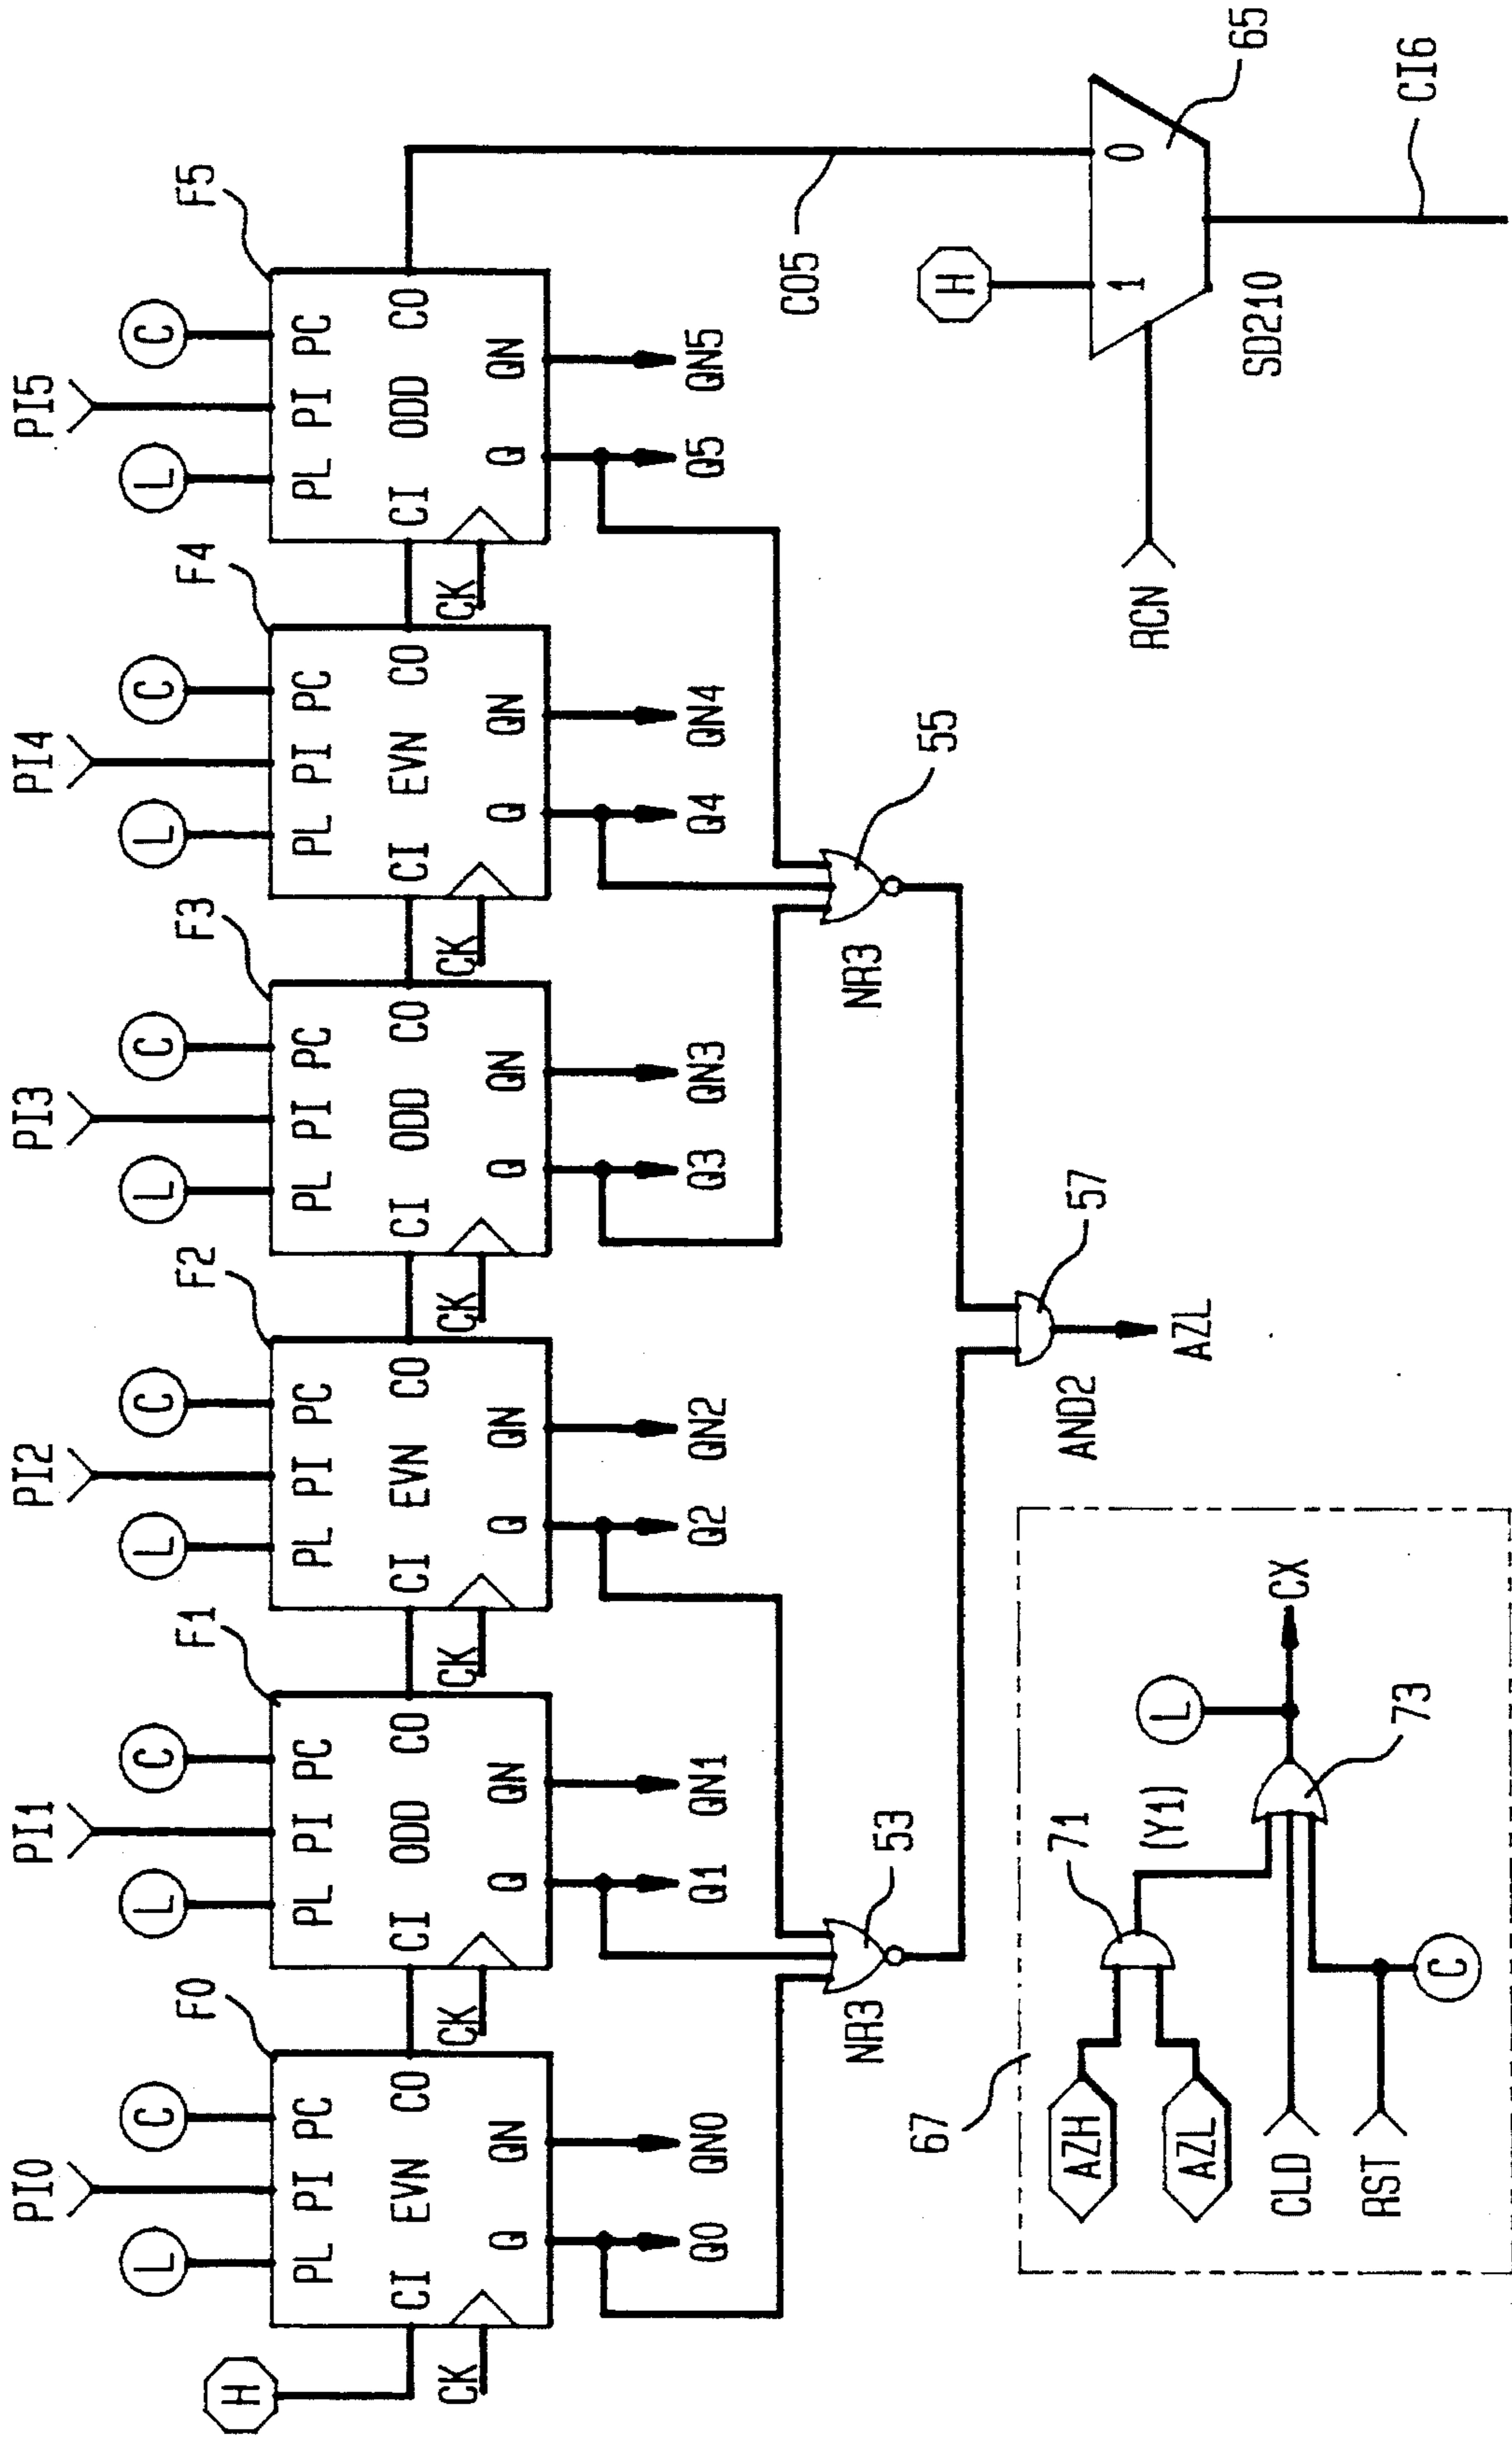 PI0 PI1 PI2 PI3 PI4 PI5
L C L C L C L C L C L C
F0 F1 F2 F3 F4 F5
H
PL PI PC PL PI PC PL PI PC PL PI PC PL PI PC PL PI PC
CI EVN CO CI ODD CO CI EVN CO CI ODD CO CI EVN CO CI ODD CO
CK CK CK CK CK CK
Q QN Q QN Q QN Q QN Q QN Q QN
Q0 QN0 Q1 QN1 Q2 QN2 Q3 QN3 Q4 QN4 Q5 QN5
CO5
NR3 53
NR3 55
H
1 0
65
RCN
SD210
CI6
AND2 57
AZL
67
AZH
AZL
71
(Y1)
L
CLD
CX
RST
C
73